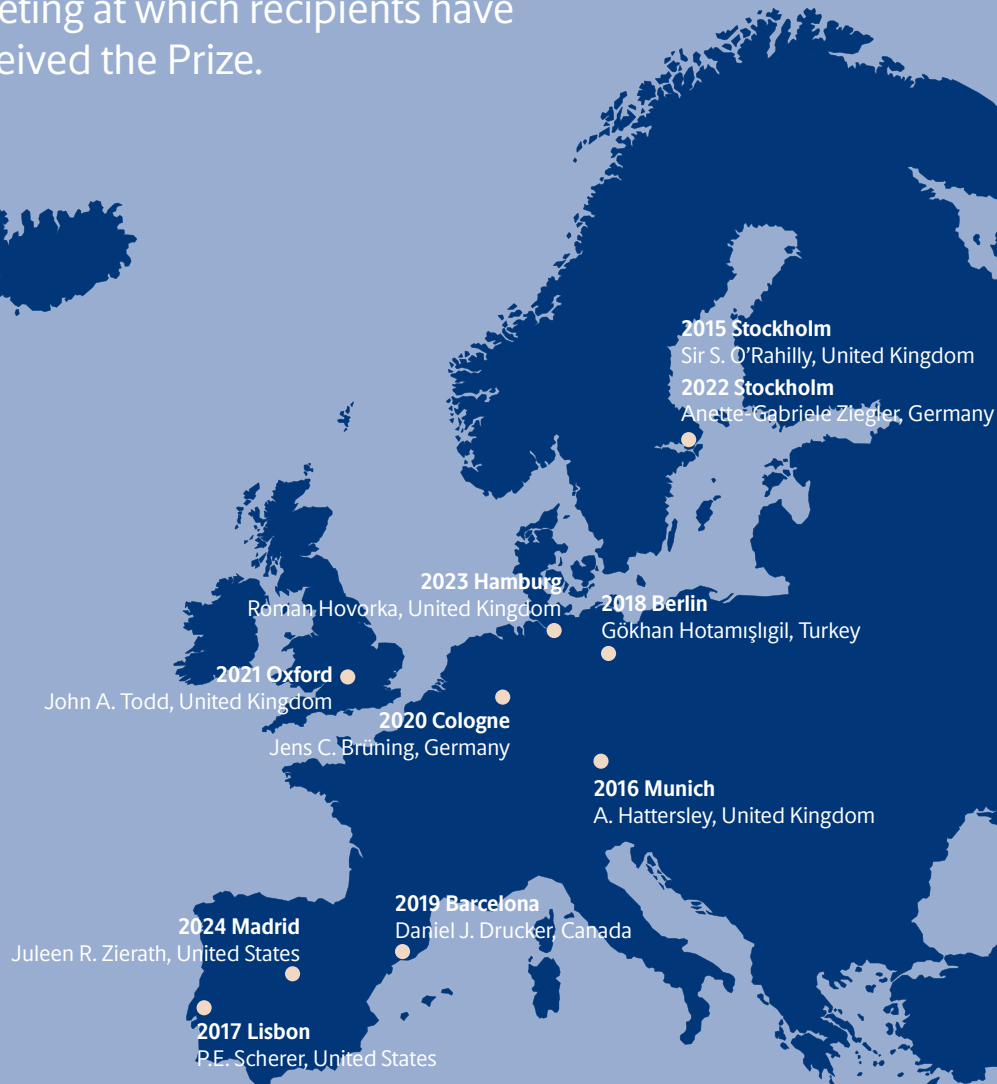 eting at which recipients have
eived the Prize.
2015 Stockholm
Sir S. O’Rahilly, United Kingdom
2022 Stockholm
Anette-Gabriele Ziegler, Germany
2023 Hamburg
Roman Hovorka, United Kingdom
2018 Berlin
Gökhan Hotamışlıgil, Turkey
2021 Oxford
John A. Todd, United Kingdom
2020 Cologne
Jens C. Brüning, Germany
2016 Munich
A. Hattersley, United Kingdom
2019 Barcelona
Daniel J. Drucker, Canada
2024 Madrid
Juleen R. Zierath, United States
2017 Lisbon
P.E. Scherer, United States